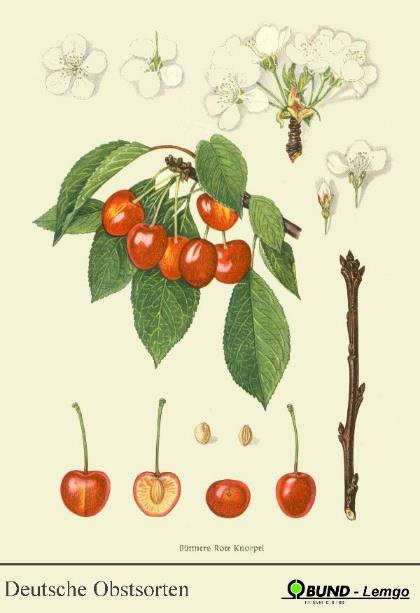 Büttners Rote Knorpel
Deutsche Obstsorten
BUND - Lemgo